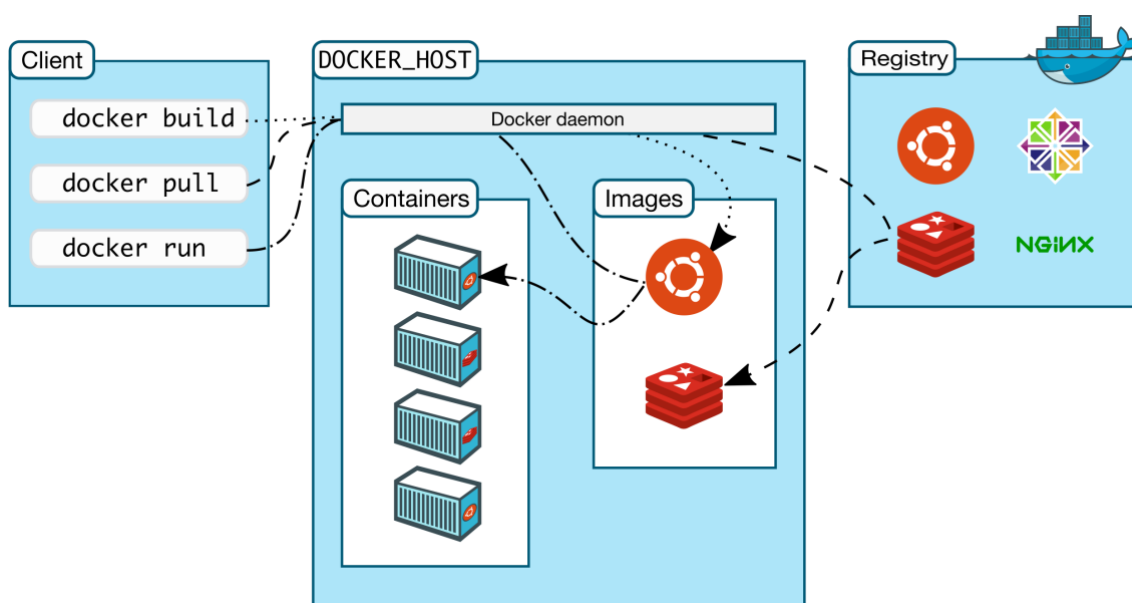 Client
docker build
docker pull
docker run
DOCKER_HOST
Docker daemon
Containers
Images
Registry
NGINX